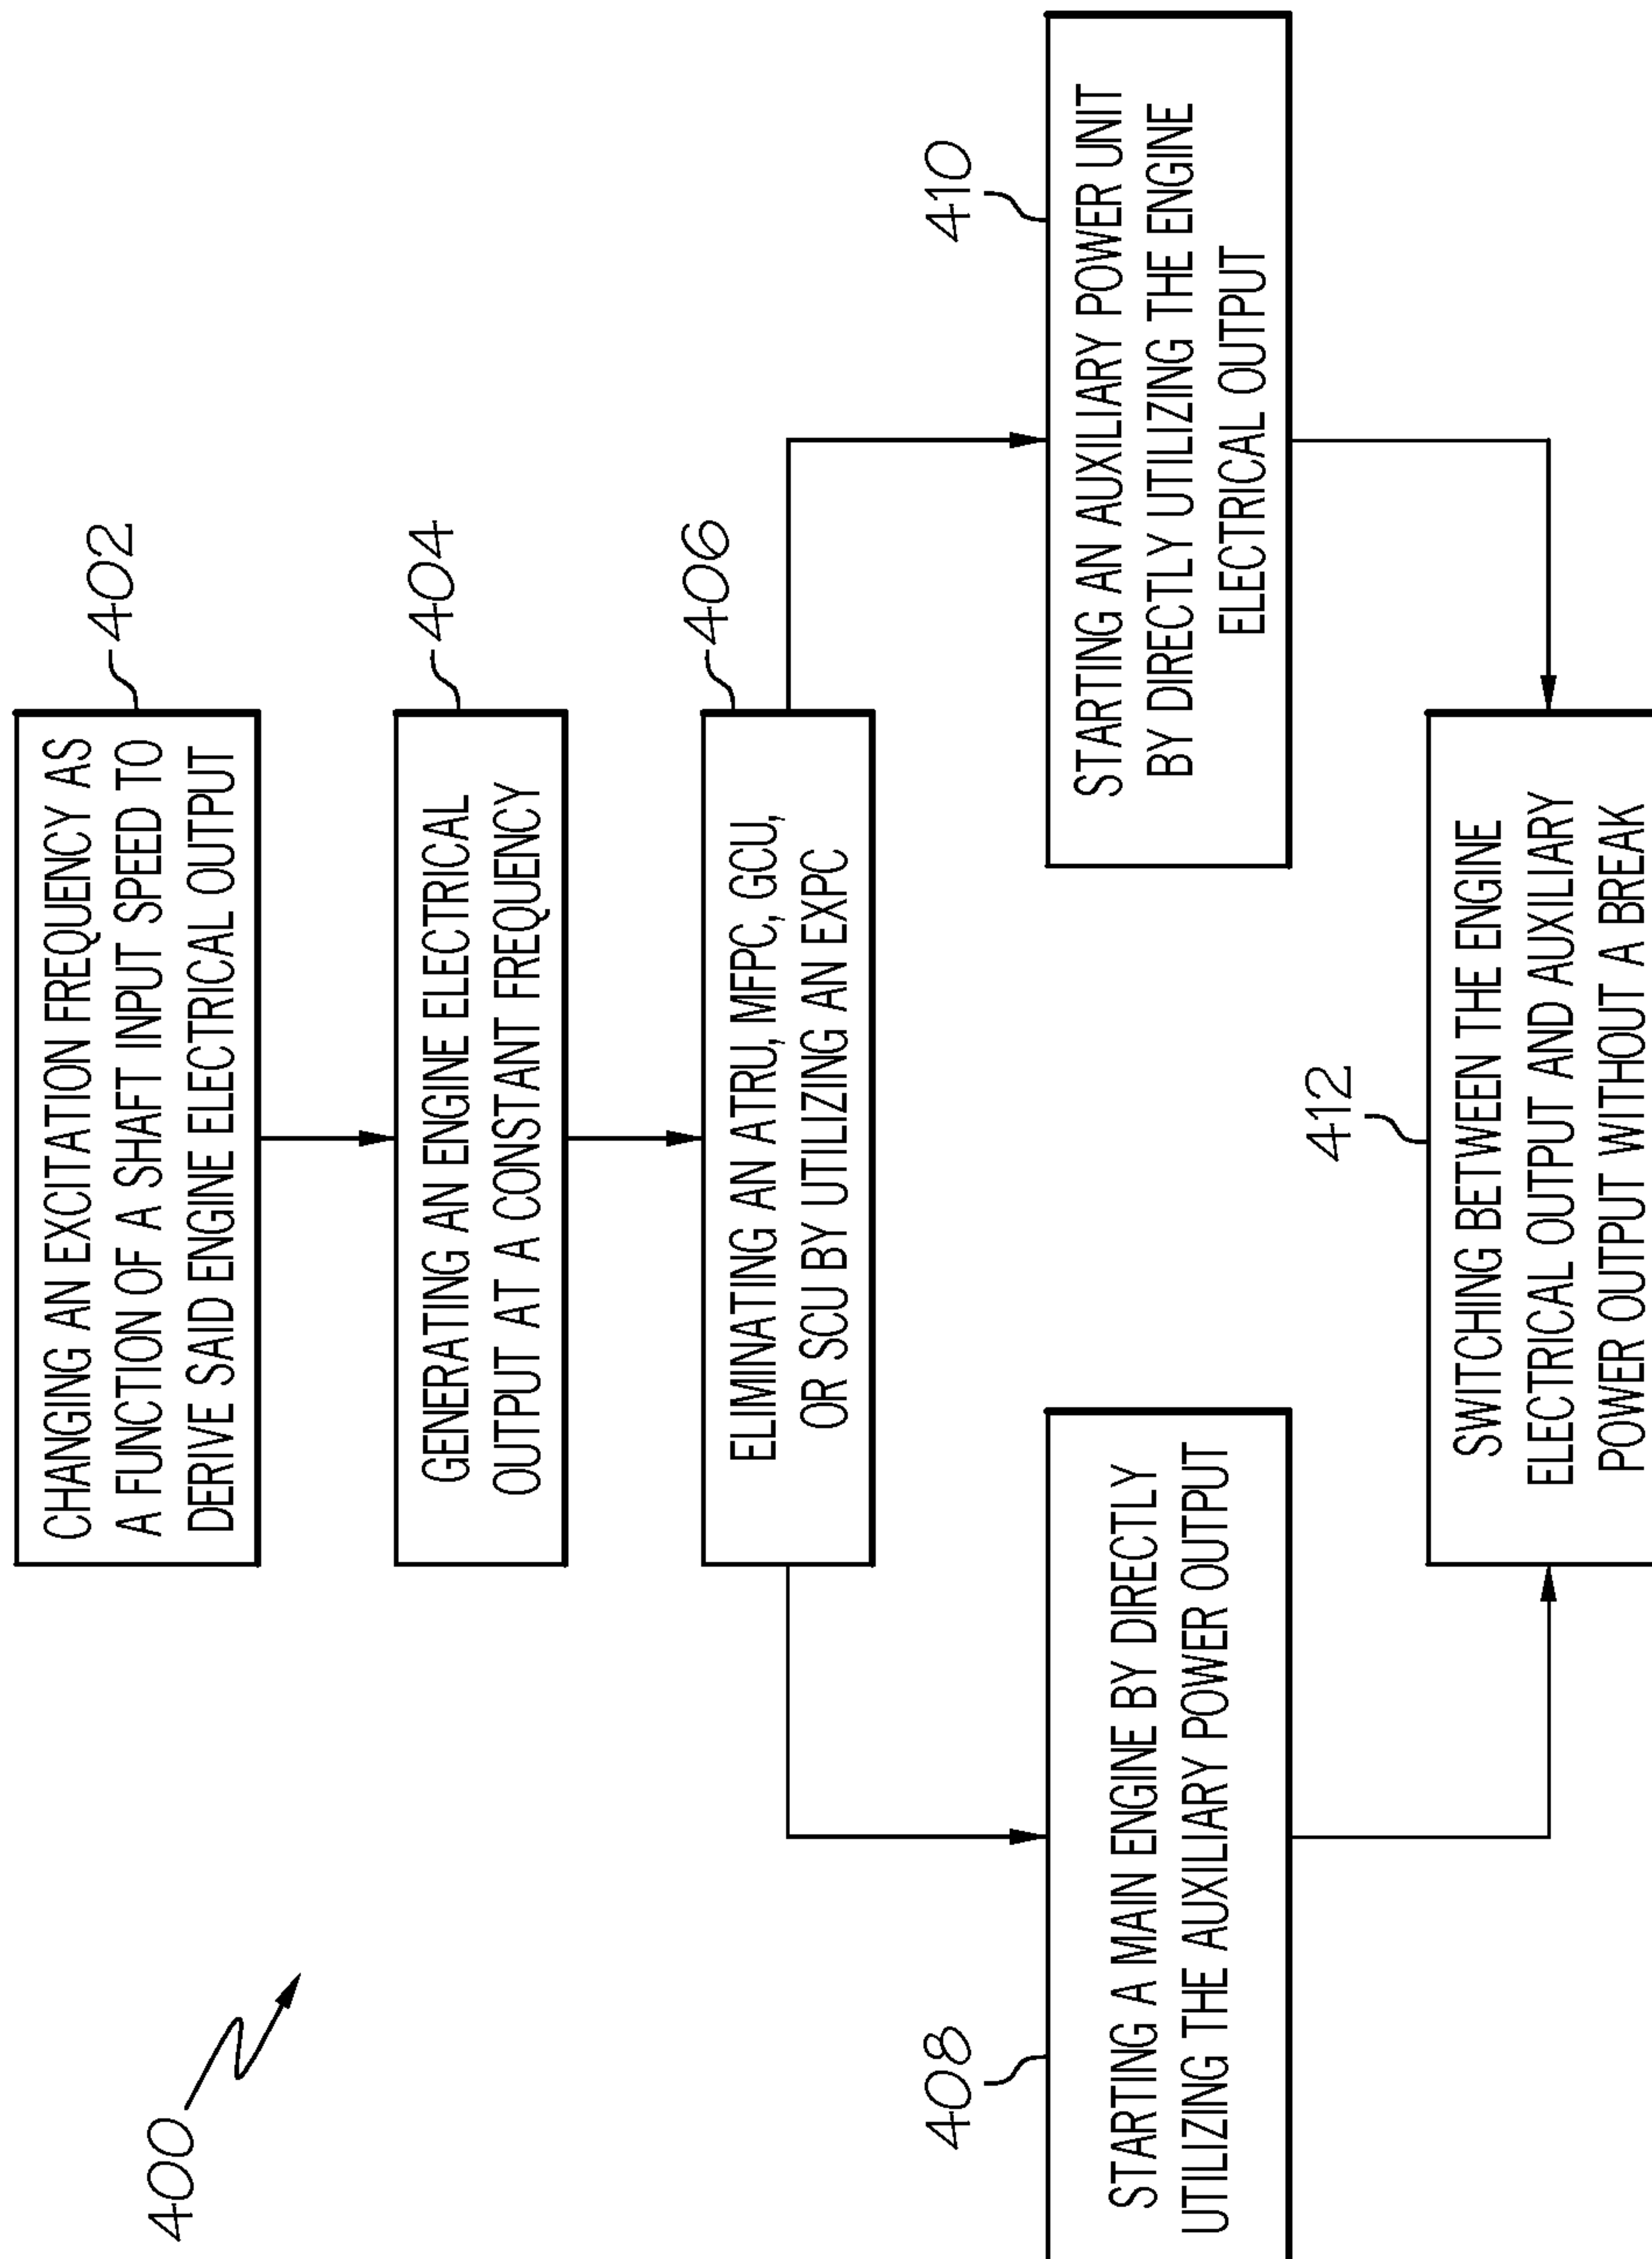 400
CHANGING AN EXCITATION FREQUENCY AS
A FUNCTION OF A SHAFT INPUT SPEED TO
DERIVE SAID ENGINE ELECTRICAL OUTPUT
402
GENERATING AN ENGINE ELECTRICAL
OUTPUT AT A CONSTANT FREQUENCY
404
ELIMINATING AN ATRU, MFPC, GCU,
OR SCU BY UTILIZING AN EXPC
406
408
STARTING A MAIN ENGINE BY DIRECTLY
UTILIZING THE AUXILIARY POWER OUTPUT
410
STARTING AN AUXILIARY POWER UNIT
BY DIRECTLY UTILIZING THE ENGINE
ELECTRICAL OUTPUT
412
SWITCHING BETWEEN THE ENGINE
ELECTRICAL OUTPUT AND AUXILIARY
POWER OUTPUT WITHOUT A BREAK